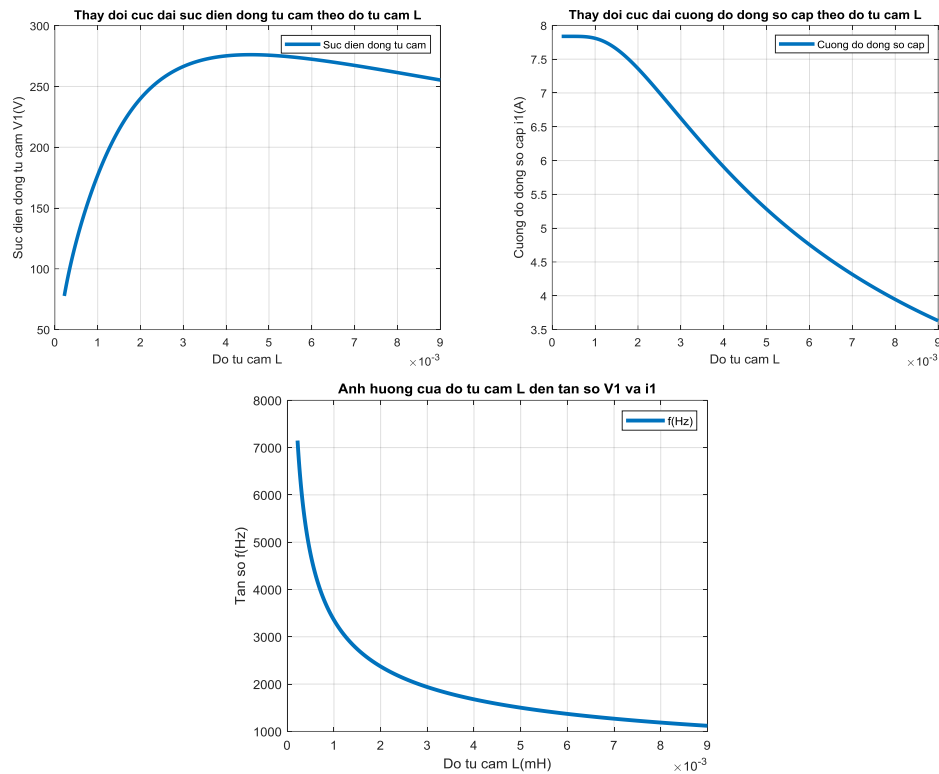 Thay doi cuc dai suc dien dong tu cam theo do tu cam L
300
250
200
150
100
50
Suc dien dong tu cam V1(V)
Suc dien dong tu cam
0 1 2 3 4 5 6 7 8 9
Do tu cam L
×10⁻³
Thay doi cuc dai cuong do dong so cap theo do tu cam L
8
7.5
7
6.5
6
5.5
5
4.5
4
3.5
Cuong do dong so cap i1(A)
Cuong do dong so cap
0 1 2 3 4 5 6 7 8 9
Do tu cam L
×10⁻³
Anh huong cua do tu cam L den tan so V1 va i1
8000
7000
6000
5000
4000
3000
2000
1000
Tan so f(Hz)
f(Hz)
0 1 2 3 4 5 6 7 8 9
Do tu cam L(mH)
×10⁻³